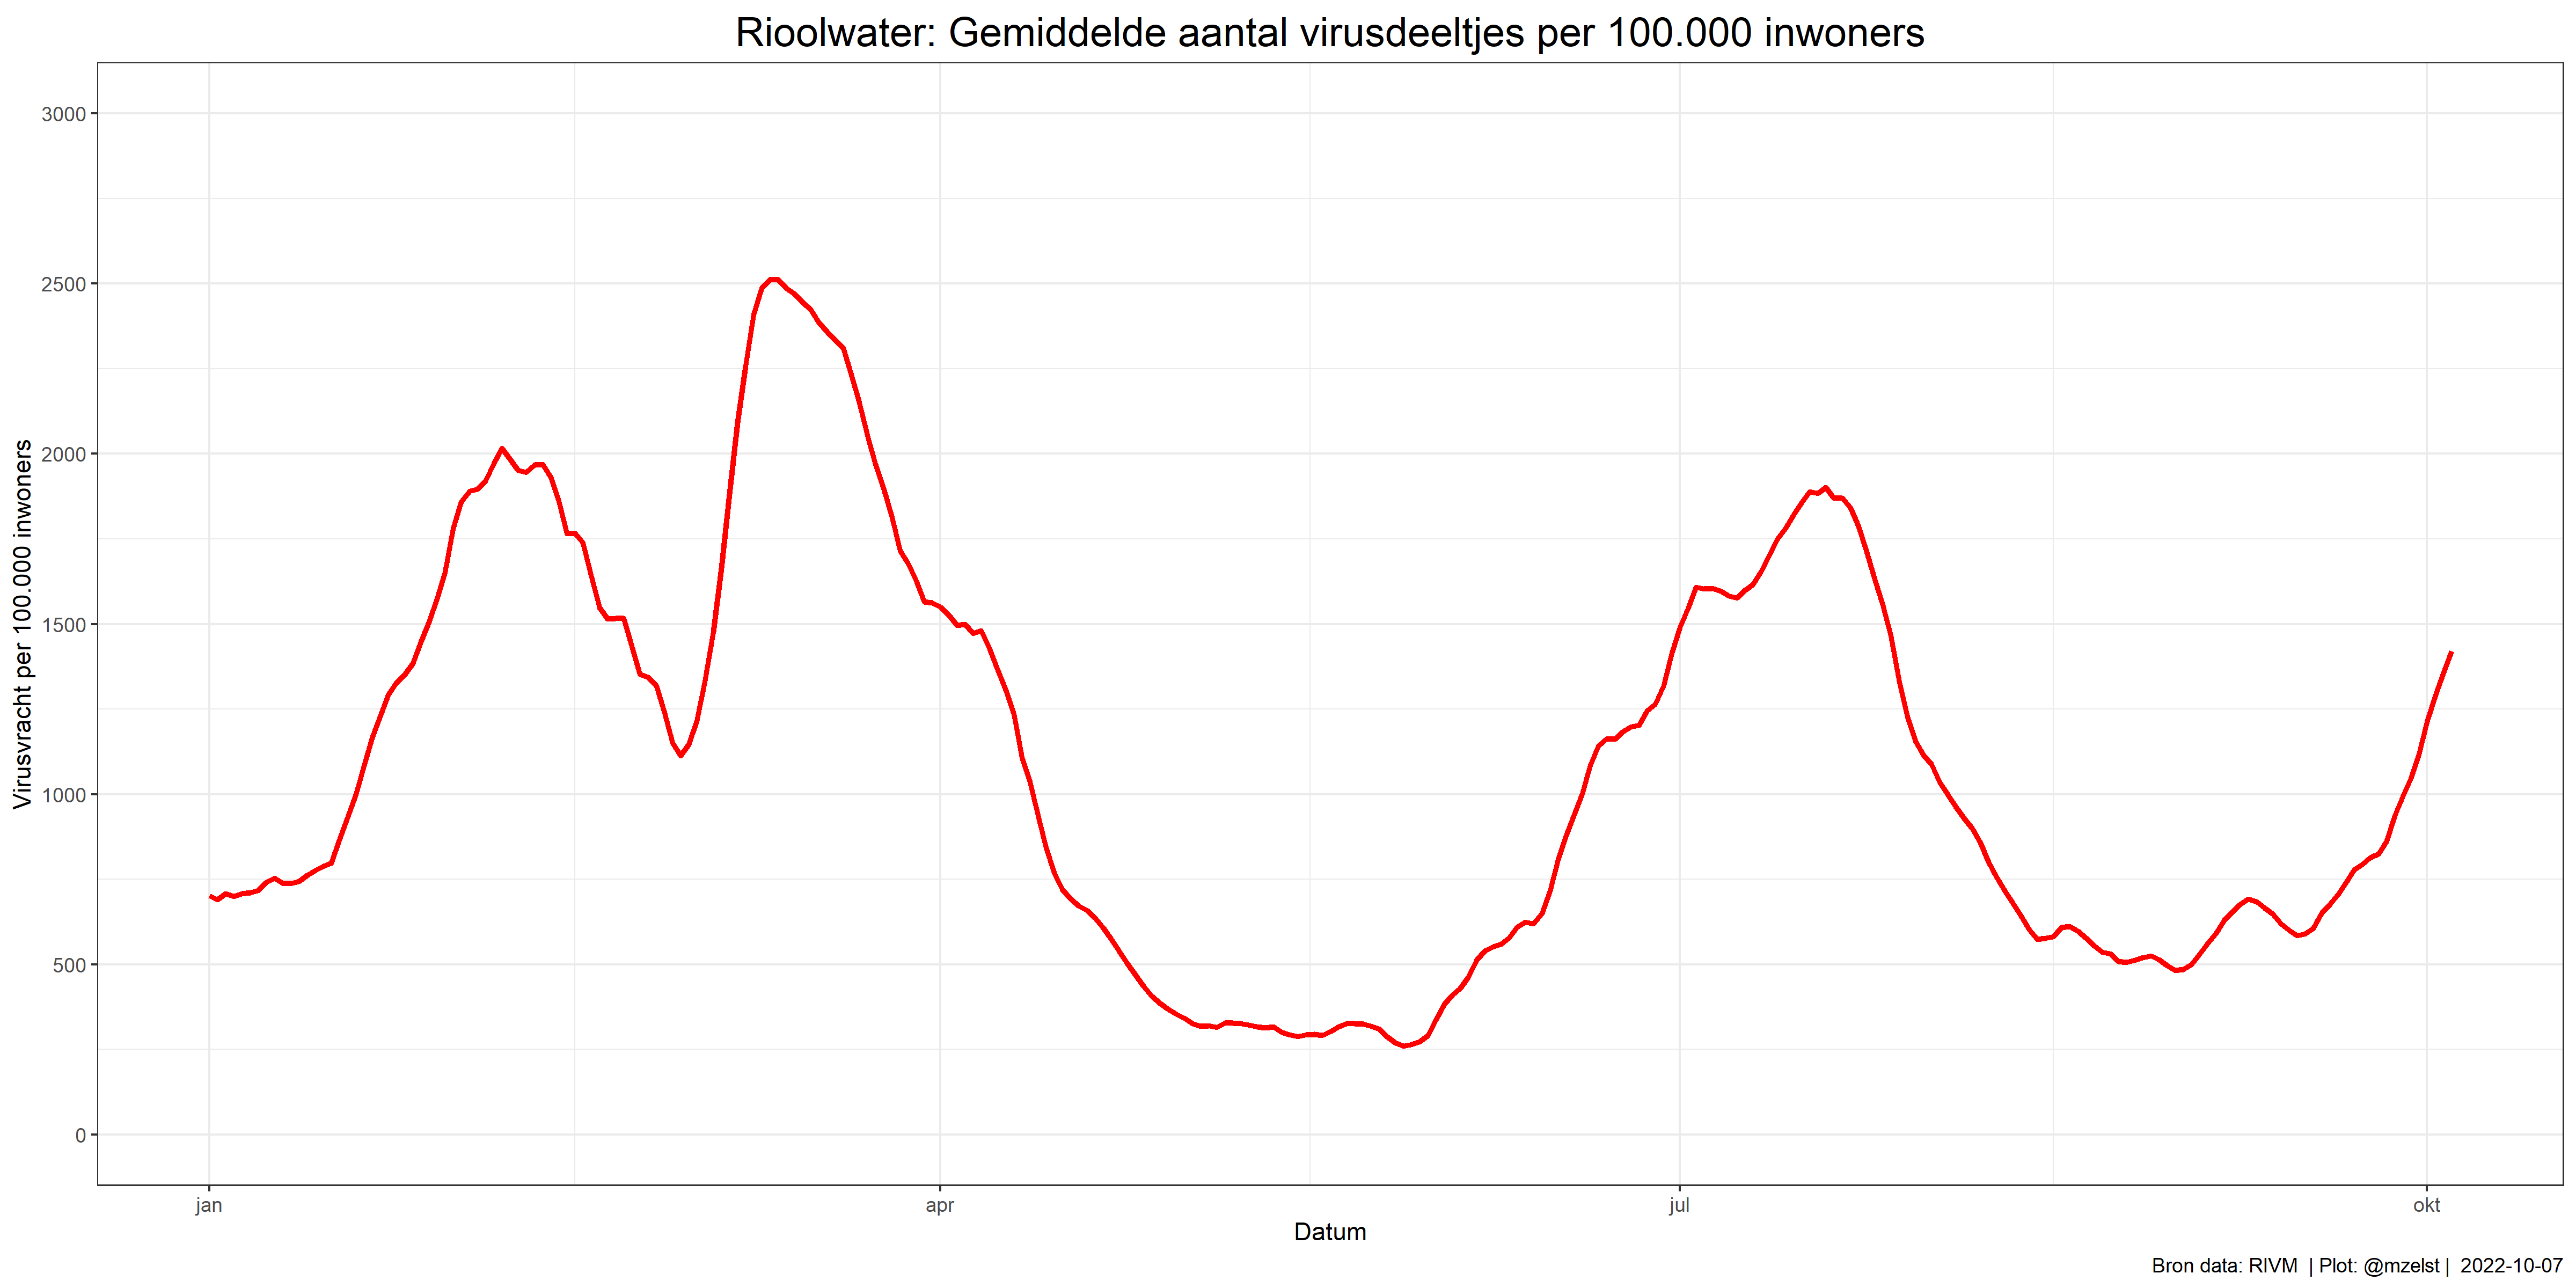 Rioolwater: Gemiddelde aantal virusdeeltjes per 100.000 inwoners
Virusvracht per 100.000 inwoners
3000
2500
2000
1500
1000
500
0
jan apr jul okt
Datum
Bron data: RIVM | Plot: @mzelst | 2022-10-07